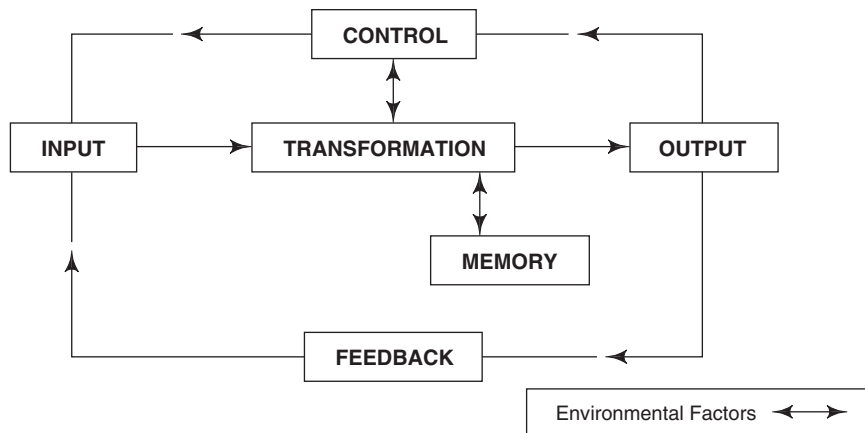 CONTROL
INPUT
TRANSFORMATION
OUTPUT
MEMORY
FEEDBACK
Environmental Factors